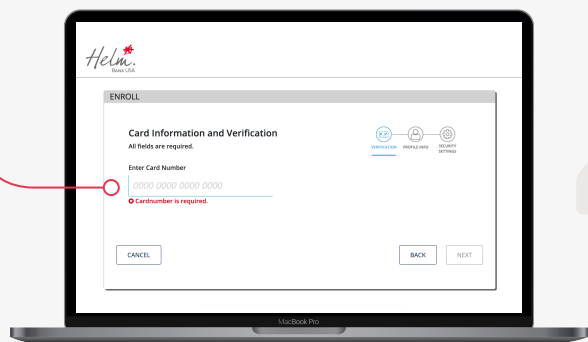 Helm.
BANK USA
ENROLL
Card Information and Verification
All fields are required.
VERIFICATION PROFILE INFO SECURITY
SETTINGS
Enter Card Number
0000 0000 0000 0000
Cardnumber is required.
CANCEL BACK NEXT
MacBook Pro